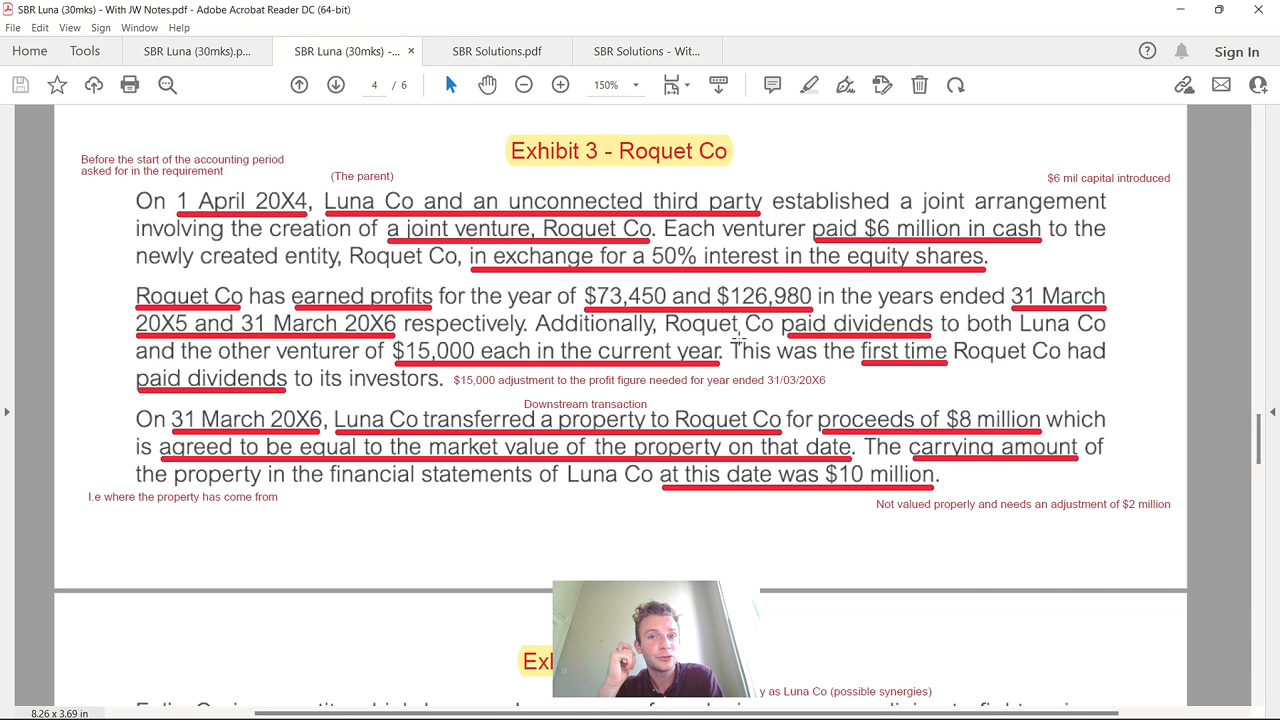 SBR Luna (30mks) - With JW Notes.pdf - Adobe Acrobat Reader DC (64-bit)
File Edit View Sign Window Help
Home Tools SBR Luna (30mks).p... SBR Luna (30mks) -... × SBR Solutions.pdf SBR Solutions - Wit... Sign In
4 / 6 150%
Exhibit 3 - Roquet Co
Before the start of the accounting period
asked for in the requirement
(The parent)
$6 mil capital introduced
On 1 April 20X4, Luna Co and an unconnected third party established a joint arrangement
involving the creation of a joint venture, Roquet Co. Each venturer paid $6 million in cash to the
newly created entity, Roquet Co, in exchange for a 50% interest in the equity shares.
Roquet Co has earned profits for the year of $73,450 and $126,980 in the years ended 31 March
20X5 and 31 March 20X6 respectively. Additionally, Roquet Co paid dividends to both Luna Co
and the other venturer of $15,000 each in the current year. This was the first time Roquet Co had
paid dividends to its investors. $15,000 adjustment to the profit figure needed for year ended 31/03/20X6
Downstream transaction
On 31 March 20X6, Luna Co transferred a property to Roquet Co for proceeds of $8 million which
is agreed to be equal to the market value of the property on that date. The carrying amount of
the property in the financial statements of Luna Co at this date was $10 million.
I.e where the property has come from
Not valued properly and needs an adjustment of $2 million
y as Luna Co (possible synergies)
8.26 x 3.69 in